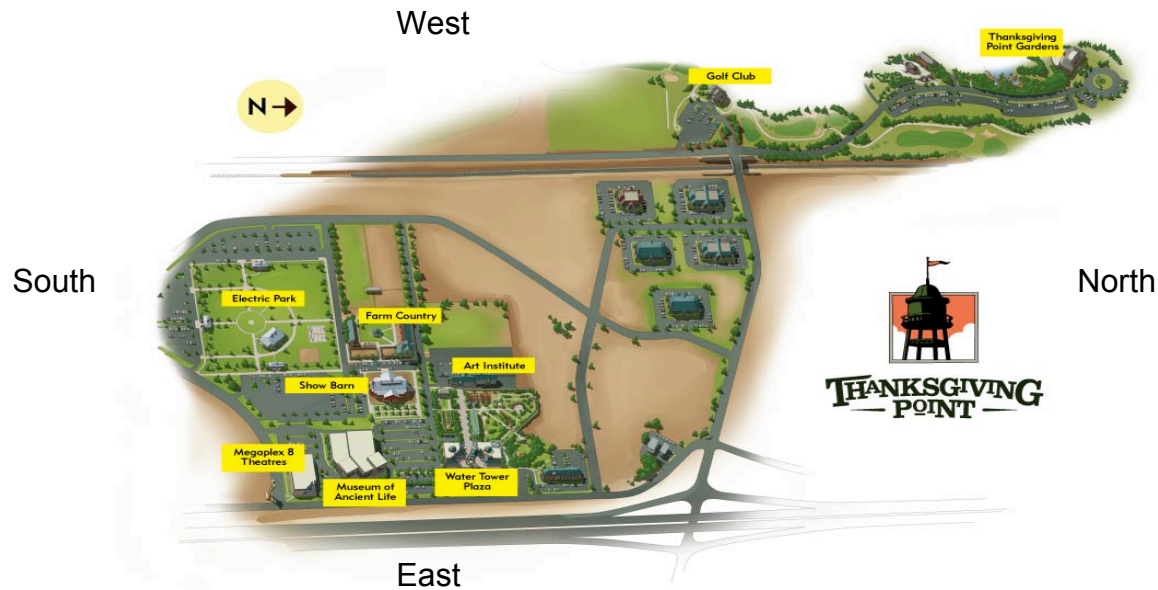 West
Thanksgiving
Point Gardens
Golf Club
N
South
North
Electric Park
Farm Country
Art Institute
Show Barn
THANKSGIVING
POINT
Megaplex 8
Theatres
Water Tower
Plaza
Museum of
Ancient Life
East